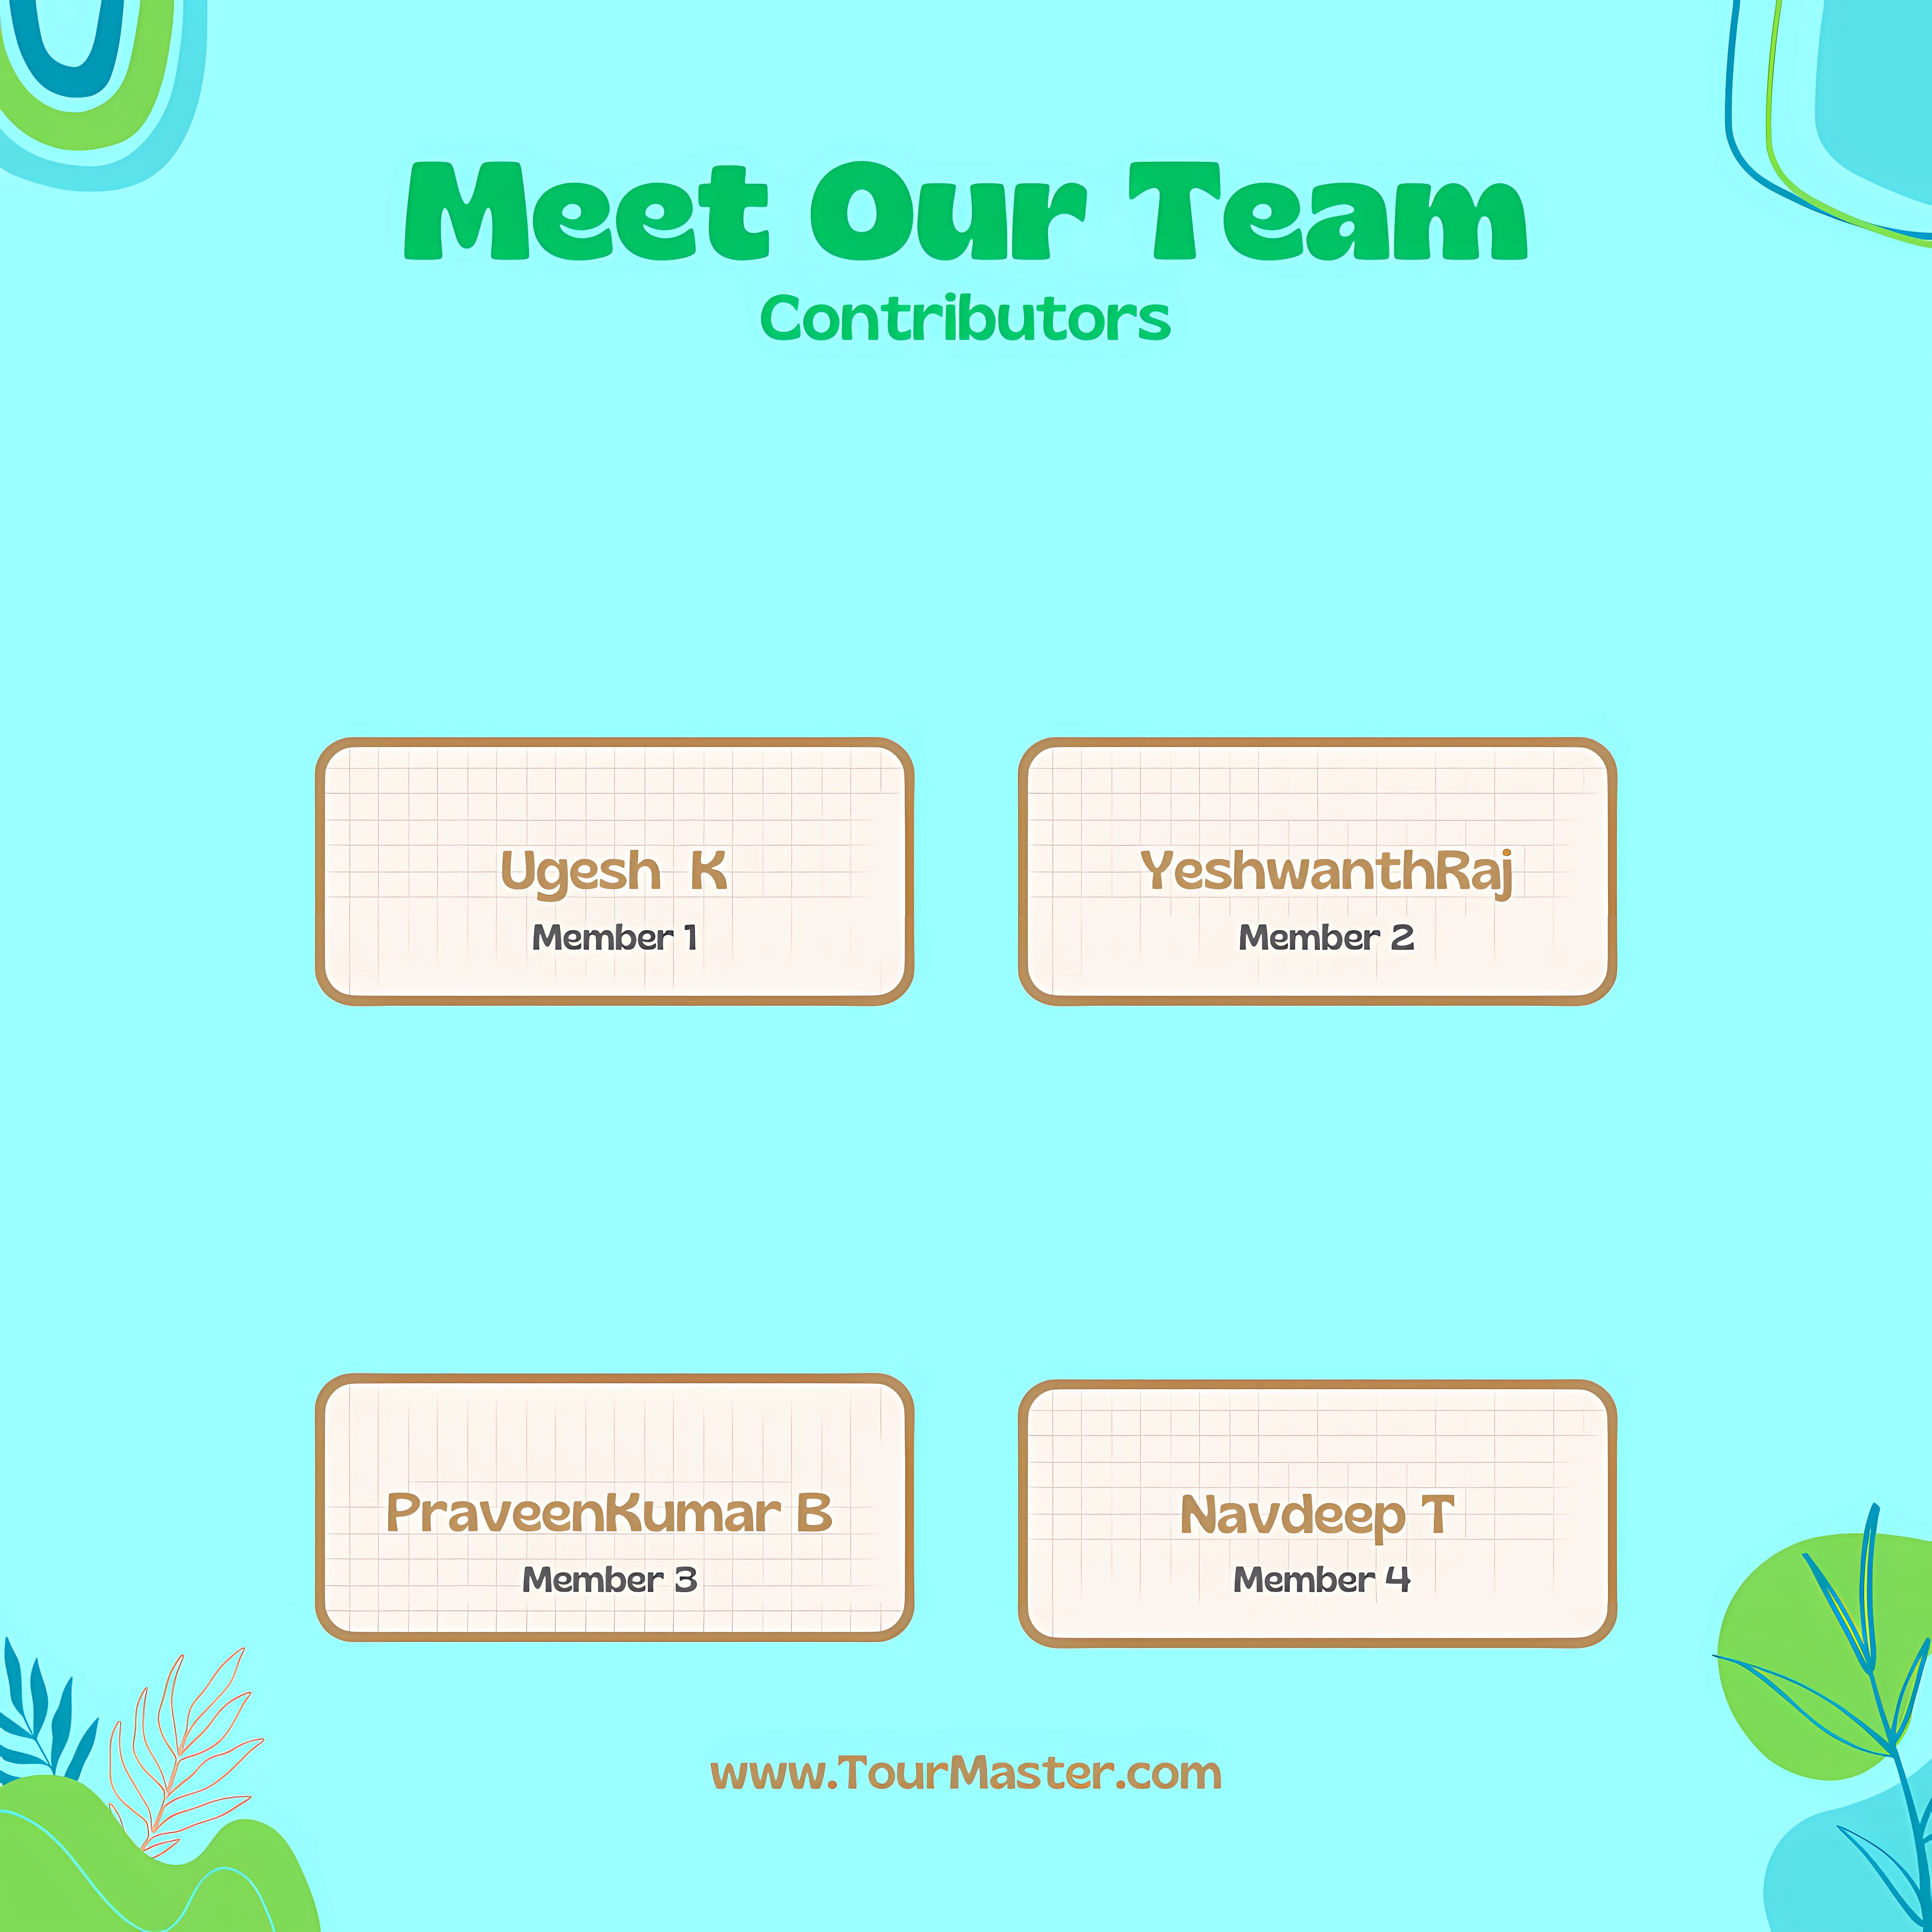 Meet Our Team
Contributors
Ugesh K
Member 1
YeshwanthRaj
Member 2
PraveenKumar B
Member 3
Navdeep T
Member 4
www.TourMaster.com